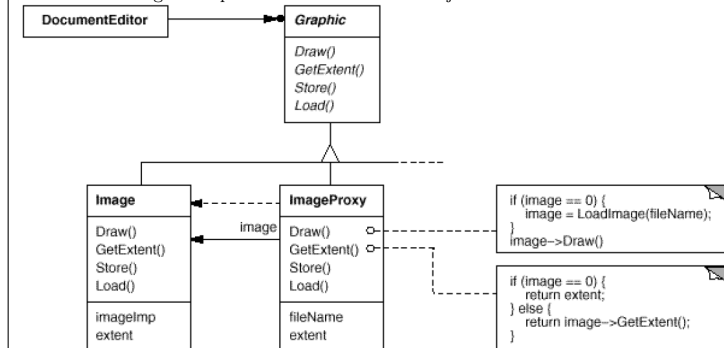 DocumentEditor
Graphic
Draw()
GetExtent()
Store()
Load()
Image
Draw()
GetExtent()
Store()
Load()
imageImp
extent
image
ImageProxy
Draw()
GetExtent()
Store()
Load()
fileName
extent
if (image == 0) {
image = LoadImage(fileName);
}
image->Draw()
if (image == 0) {
return extent;
} else {
return image->GetExtent();
}